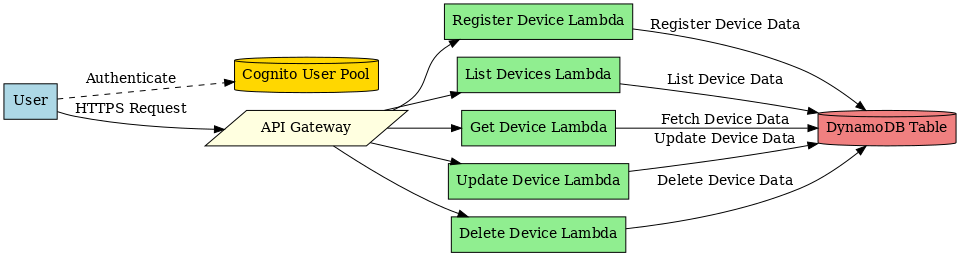 User
Authenticate
HTTPS Request
Cognito User Pool
API Gateway
Register Device Lambda
List Devices Lambda
Get Device Lambda
Update Device Lambda
Delete Device Lambda
Register Device Data
List Device Data
Fetch Device Data
Update Device Data
Delete Device Data
DynamoDB Table